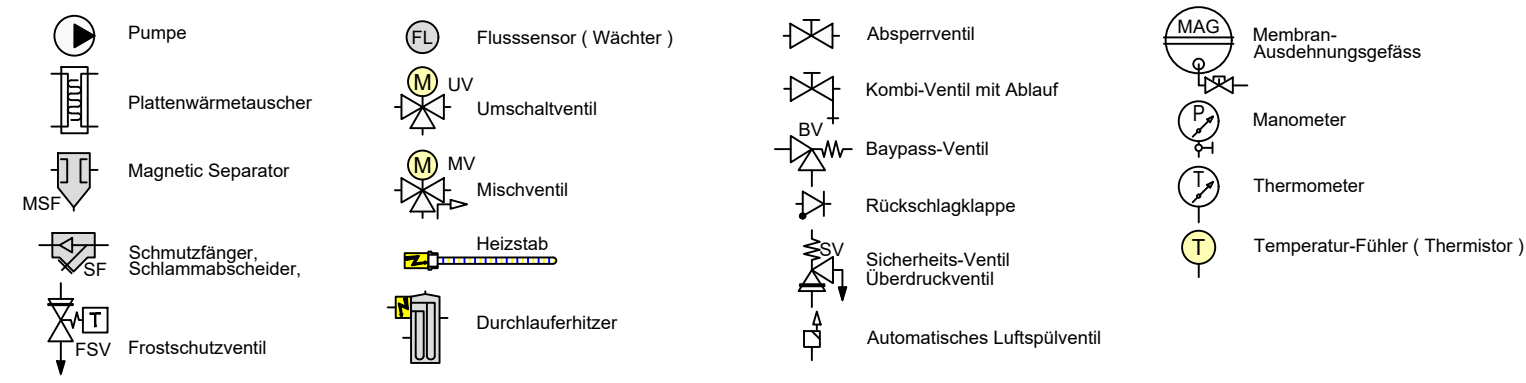 Pumpe
Plattenwärmetauscher
Magnetic Separator
MSF
Schmutzfänger,
Schlammabscheider,
SF
T
FSV
Frostschutzventil
FL
Flusssensor ( Wächter )
M
UV
Umschaltventil
M
MV
Mischventil
Heizstab
Durchlauferhitzer
Absperrventil
Kombi-Ventil mit Ablauf
BV
Baypass-Ventil
Rückschlagklappe
SV
Sicherheits-Ventil
Überdruckventil
Automatisches Luftspülventil
MAG
Membran-
Ausdehnungsgefäss
P
Manometer
T
Thermometer
T
Temperatur-Fühler ( Thermistor )